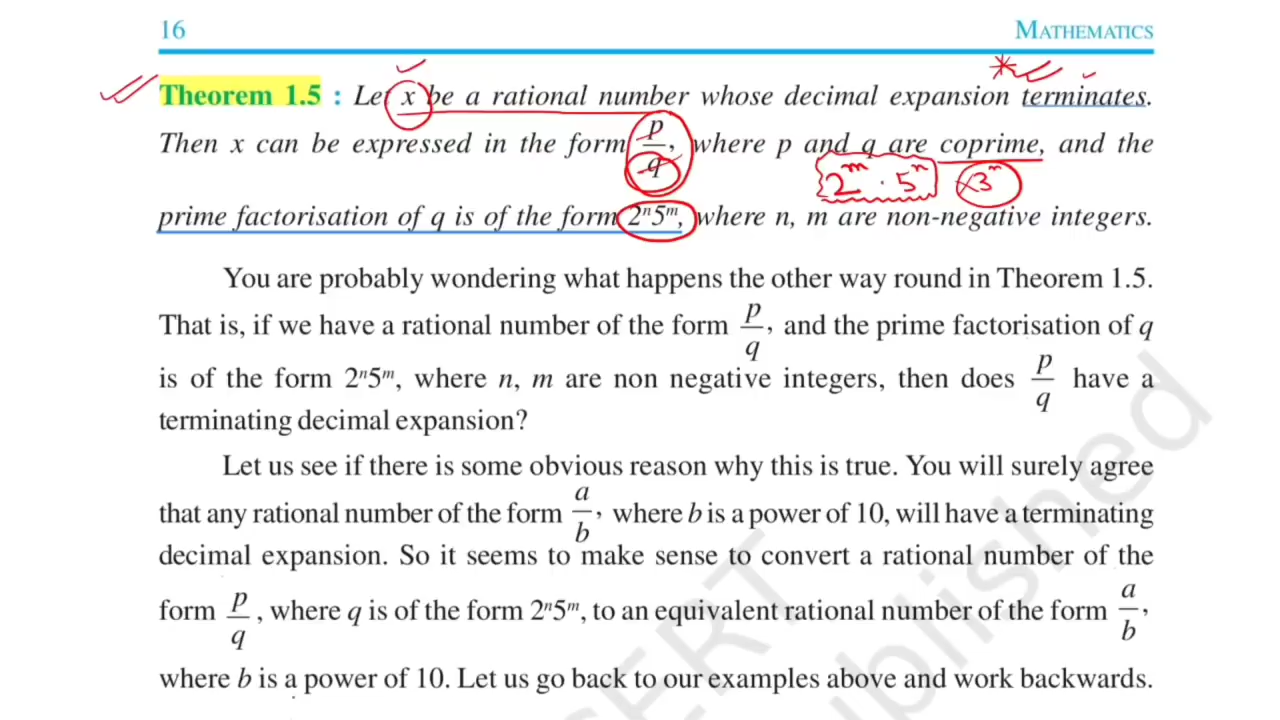 16 MATHEMATICS
Theorem 1.5 : Let x be a rational number whose decimal expansion terminates.
Then x can be expressed in the form p/q, where p and q are coprime, and the
2^m · 5^n × 3^n
prime factorisation of q is of the form 2ⁿ5ᵐ, where n, m are non-negative integers.
You are probably wondering what happens the other way round in Theorem 1.5.
That is, if we have a rational number of the form p/q, and the prime factorisation of q
is of the form 2ⁿ5ᵐ, where n, m are non negative integers, then does p/q have a
terminating decimal expansion?
Let us see if there is some obvious reason why this is true. You will surely agree
that any rational number of the form a/b, where b is a power of 10, will have a terminating
decimal expansion. So it seems to make sense to convert a rational number of the
form p/q, where q is of the form 2ⁿ5ᵐ, to an equivalent rational number of the form a/b,
where b is a power of 10. Let us go back to our examples above and work backwards.